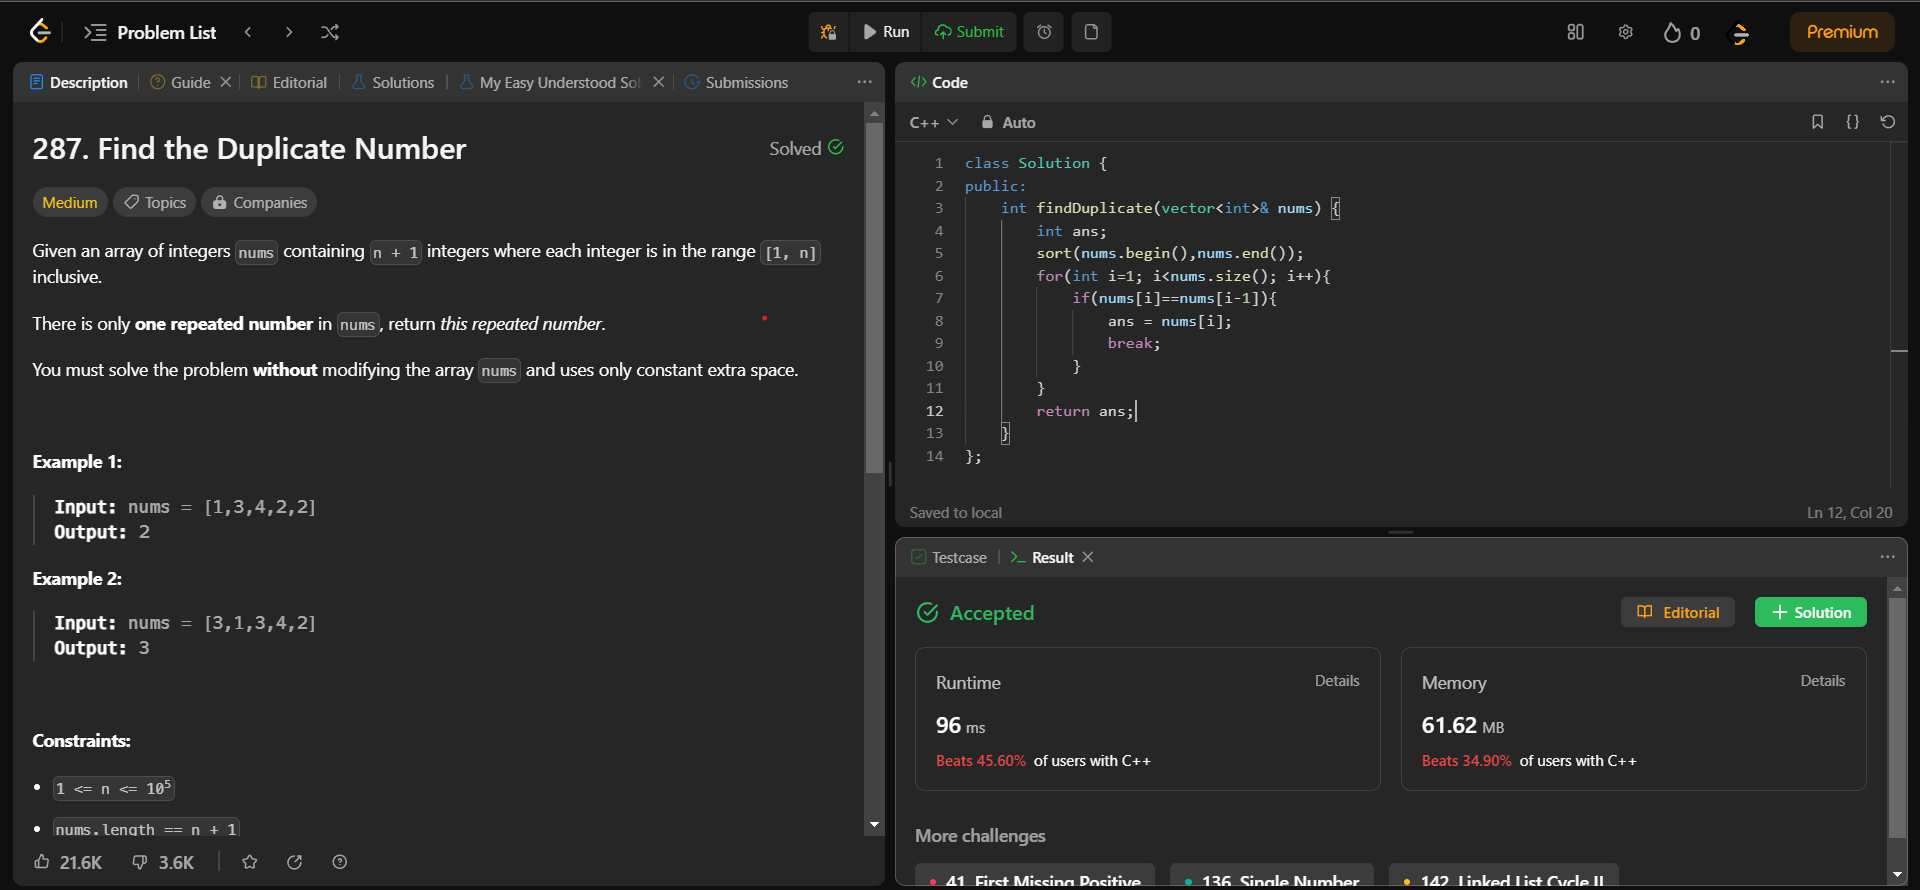 Problem List
Run
Submit
0
Premium
Description
Guide
Editorial
Solutions
My Easy Understood Sol
Submissions
287. Find the Duplicate Number
Solved
Medium
Topics
Companies
Given an array of integers nums containing n + 1 integers where each integer is in the range [1, n]
inclusive.
There is only one repeated number in nums, return this repeated number.
You must solve the problem without modifying the array nums and uses only constant extra space.
Example 1:
Input: nums = [1,3,4,2,2]
Output: 2
Example 2:
Input: nums = [3,1,3,4,2]
Output: 3
Constraints:
1 <= n <= 10⁵
nums.length == n + 1
21.6K
3.6K
</> Code
C++
Auto
{}
1 class Solution {
2 public:
3 int findDuplicate(vector<int>& nums) {
4 int ans;
5 sort(nums.begin(),nums.end());
6 for(int i=1; i<nums.size(); i++){
7 if(nums[i]==nums[i-1]){
8 ans = nums[i];
9 break;
10 }
11 }
12 return ans;
13 }
14 };
Saved to local
Ln 12, Col 20
Testcase
>_ Result
Accepted
Editorial
+ Solution
Runtime
Details
96 ms
Beats 45.60% of users with C++
Memory
Details
61.62 MB
Beats 34.90% of users with C++
More challenges
41. First Missing Positive
136. Single Number
142. Linked List Cycle II